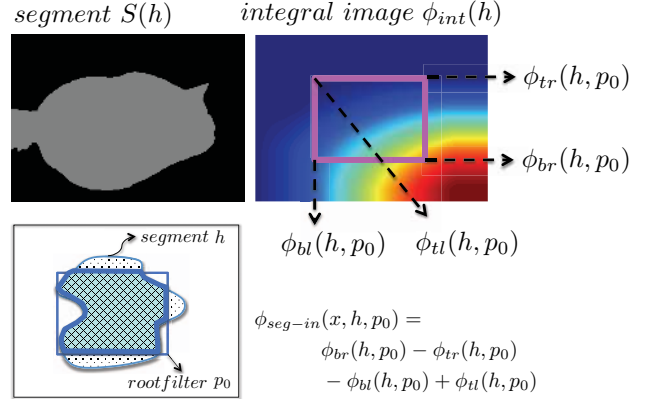 segment S(h)
integral image ϕ_int(h)
ϕ_tr(h, p_0)
ϕ_br(h, p_0)
ϕ_bl(h, p_0)
ϕ_tl(h, p_0)
segment h
rootfilter p_0
ϕ_seg−in(x, h, p_0) =
ϕ_br(h, p_0) − ϕ_tr(h, p_0)
− ϕ_bl(h, p_0) + ϕ_tl(h, p_0)